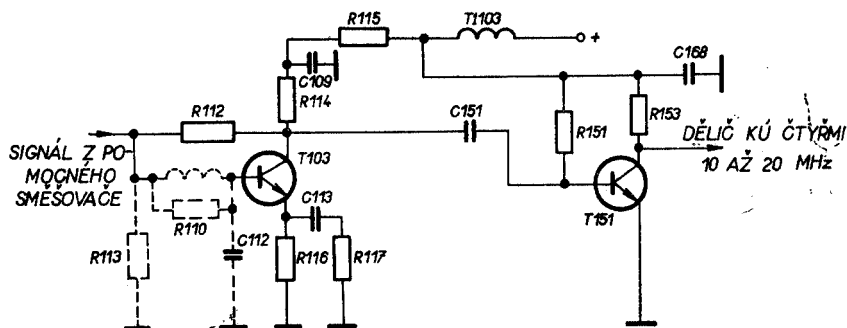 R115
Tl103
+
C109
C168
R114
R112
C151
R151
R153
DĚLIČ KÚ ČTYŘMI
10 AŽ 20 MHz
SIGNÁL Z PO-
MOCNÉHO
SMĚŠOVAČE
T103
T151
R110
C113
C112
R113
R116
R117